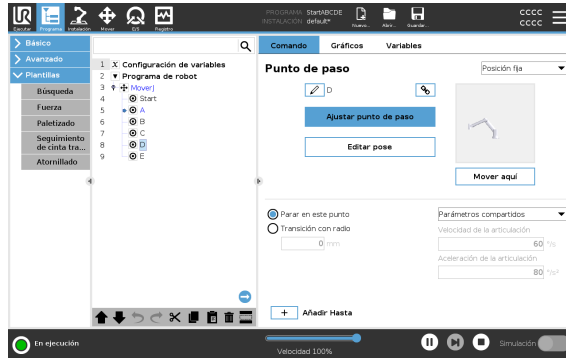 PROGRAMA StartABCDE
INSTALACIÓN default*
cccc
cccc
Ejecutar Programa Instalación Mover E/S Registro
Nuevo... Abrir... Guardar...
Básico
Avanzado
Plantillas
Búsqueda
Fuerza
Paletizado
Seguimiento
de cinta tra...
Atornillado
1 X Configuración de variables
2 Programa de robot
3 MoverJ
4 Start
5 A
6 B
7 C
8 D
9 E
Comando Gráficos Variables
Punto de paso
Posición fija
D
Ajustar punto de paso
Editar pose
Mover aquí
Parar en este punto
Transición con radio
0 mm
Parámetros compartidos
Velocidad de la articulación
60 °/s
Aceleración de la articulación
80 °/s²
+ Añadir Hasta
En ejecución
Velocidad 100%
Simulación